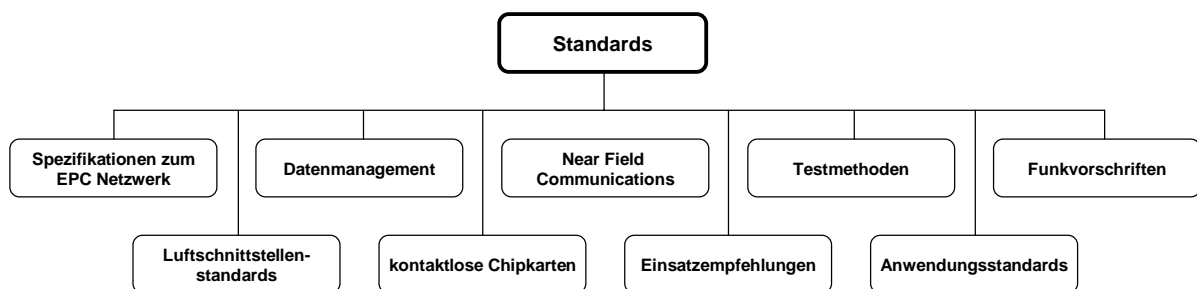 Standards
Spezifikationen zum
EPC Netzwerk
Datenmanagement
Near Field
Communications
Testmethoden
Funkvorschriften
Luftschnittstellen-
standards
kontaktlose Chipkarten
Einsatzempfehlungen
Anwendungsstandards